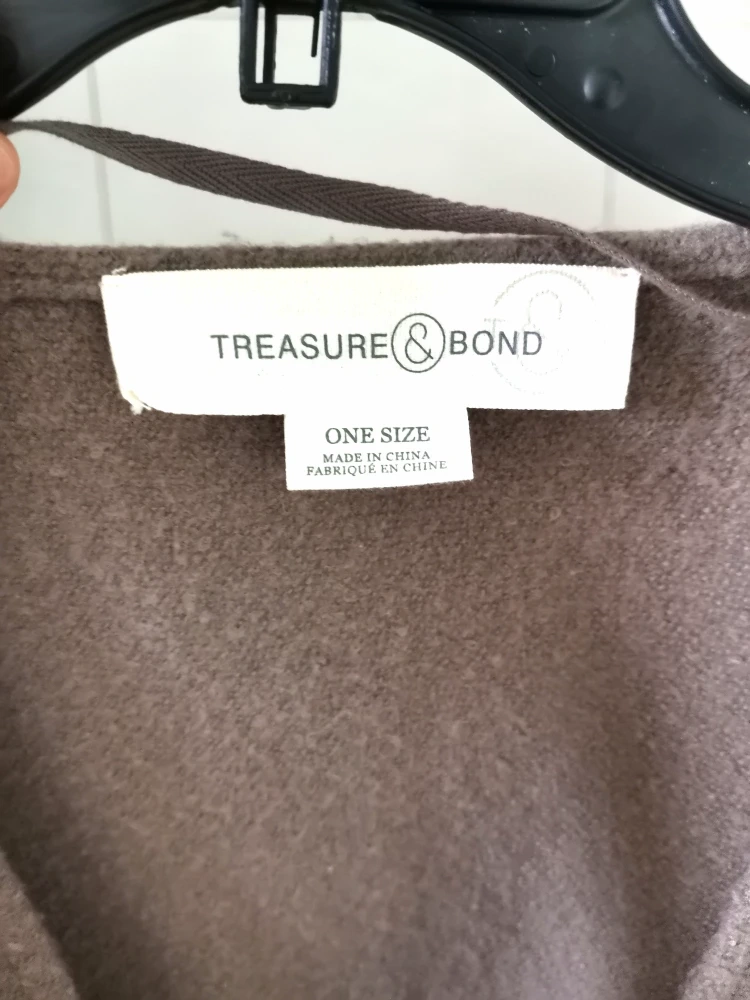 TREASURE & BOND
ONE SIZE
MADE IN CHINA
FABRIQUÉ EN CHINE